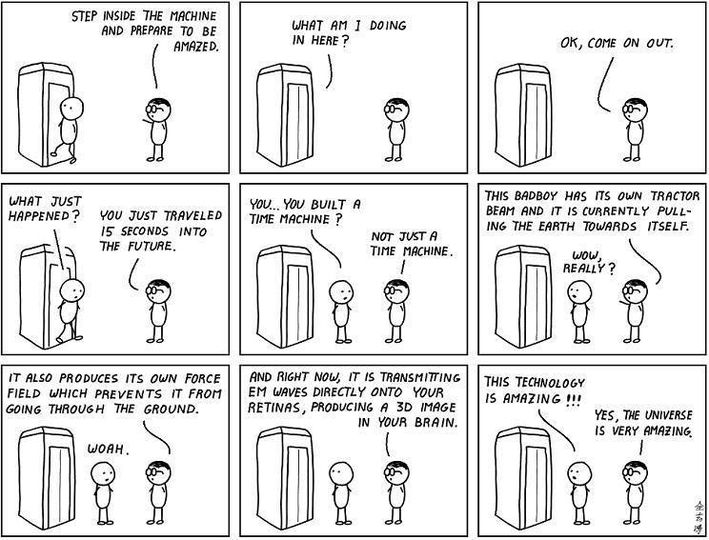 STEP INSIDE THE MACHINE
AND PREPARE TO BE
AMAZED.
WHAT AM I DOING
IN HERE?
OK, COME ON OUT.
WHAT JUST
HAPPENED?
YOU JUST TRAVELED
15 SECONDS INTO
THE FUTURE.
YOU... YOU BUILT A
TIME MACHINE?
NOT JUST A
TIME MACHINE.
THIS BADBOY HAS ITS OWN TRACTOR
BEAM AND IT IS CURRENTLY PULL-
ING THE EARTH TOWARDS ITSELF.
WOW,
REALLY?
IT ALSO PRODUCES ITS OWN FORCE
FIELD WHICH PREVENTS IT FROM
GOING THROUGH THE GROUND.
WOAH.
AND RIGHT NOW, IT IS TRANSMITTING
EM WAVES DIRECTLY ONTO YOUR
RETINAS, PRODUCING A 3D IMAGE
IN YOUR BRAIN.
THIS TECHNOLOGY
IS AMAZING!!!
YES, THE UNIVERSE
IS VERY AMAZING.